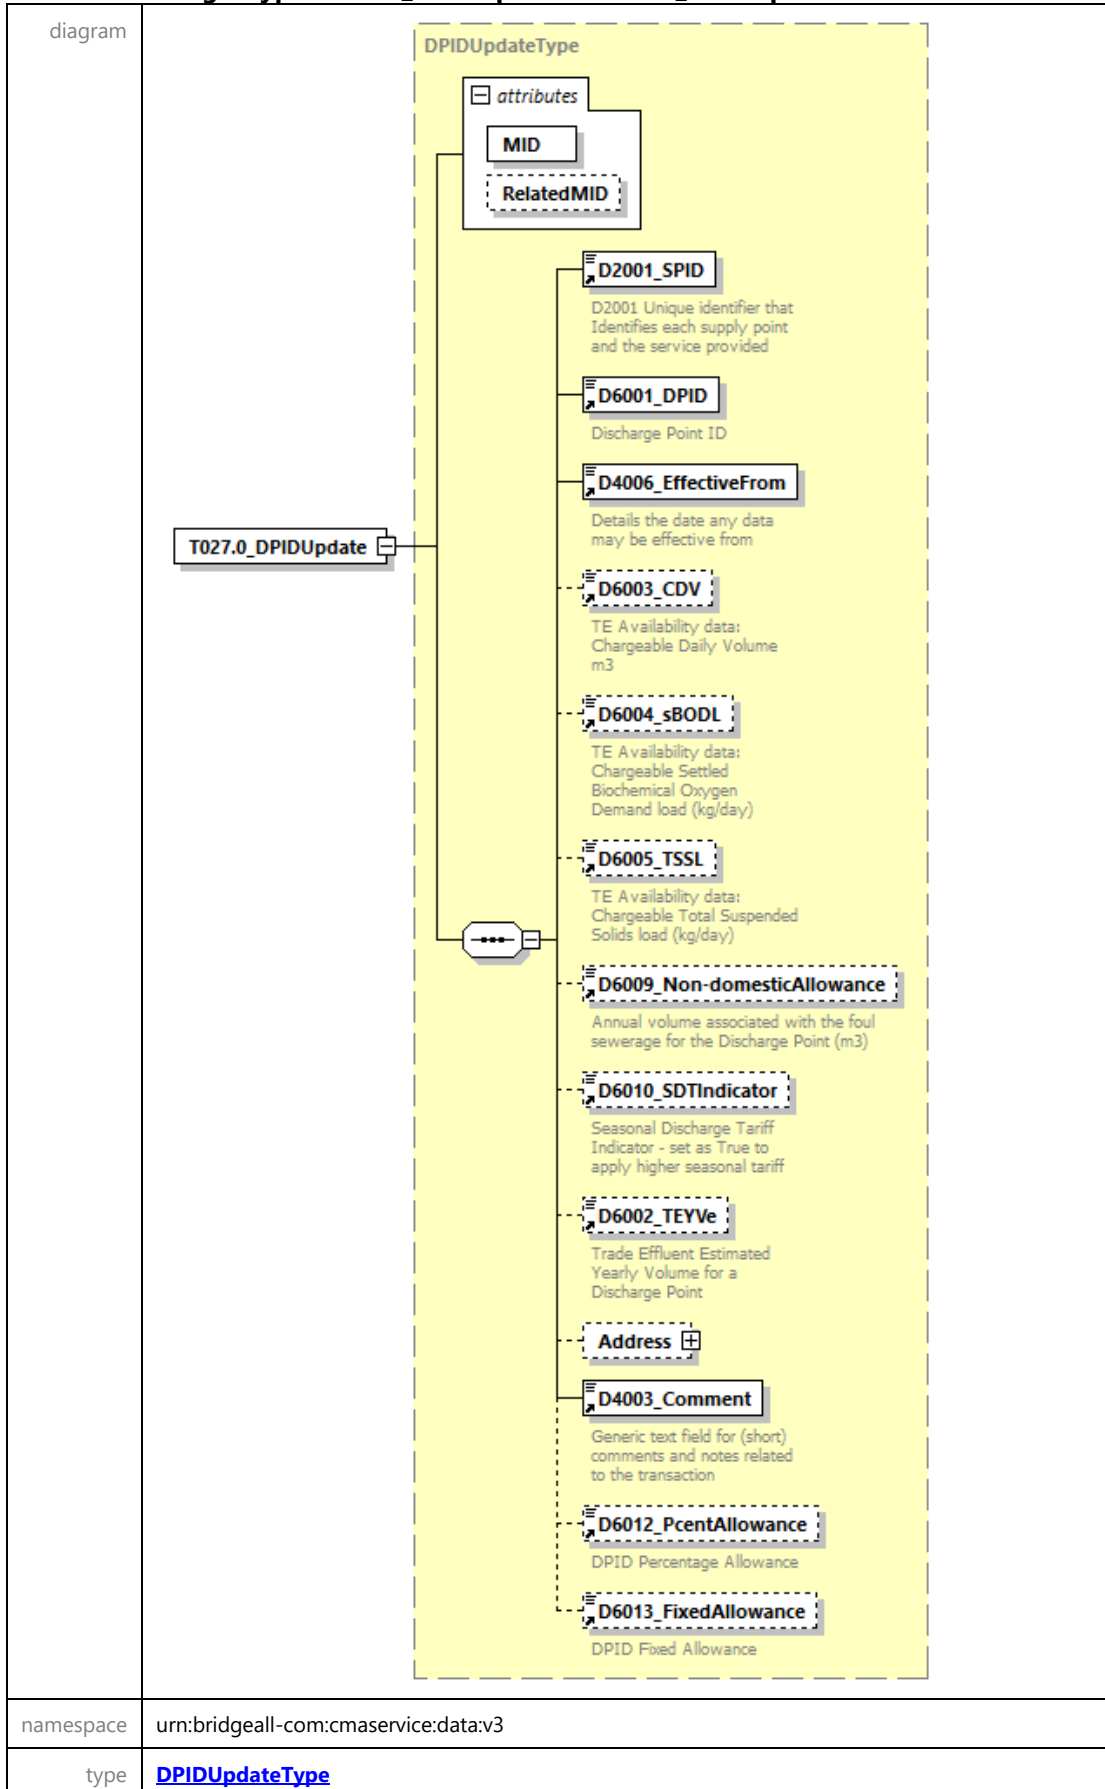 diagram
DPIDUpdateType
attributes
MID
RelatedMID
D2001_SPID
D2001 Unique identifier that
Identifies each supply point
and the service provided
D6001_DPID
Discharge Point ID
D4006_EffectiveFrom
Details the date any data
may be effective from
T027.0_DPIDUpdate
D6003_CDV
TE Availability data:
Chargeable Daily Volume
m3
D6004_sBODL
TE Availability data:
Chargeable Settled
Biochemical Oxygen
Demand load (kg/day)
D6005_TSSL
TE Availability data:
Chargeable Total Suspended
Solids load (kg/day)
D6009_Non-domesticAllowance
Annual volume associated with the foul
sewerage for the Discharge Point (m3)
D6010_SDTIndicator
Seasonal Discharge Tariff
Indicator - set as True to
apply higher seasonal tariff
D6002_TEYVe
Trade Effluent Estimated
Yearly Volume for a
Discharge Point
Address
D4003_Comment
Generic text field for (short)
comments and notes related
to the transaction
D6012_PcentAllowance
DPID Percentage Allowance
D6013_FixedAllowance
DPID Fixed Allowance
namespace urn:bridgeall-com:cmaservice:data:v3
type DPIDUpdateType